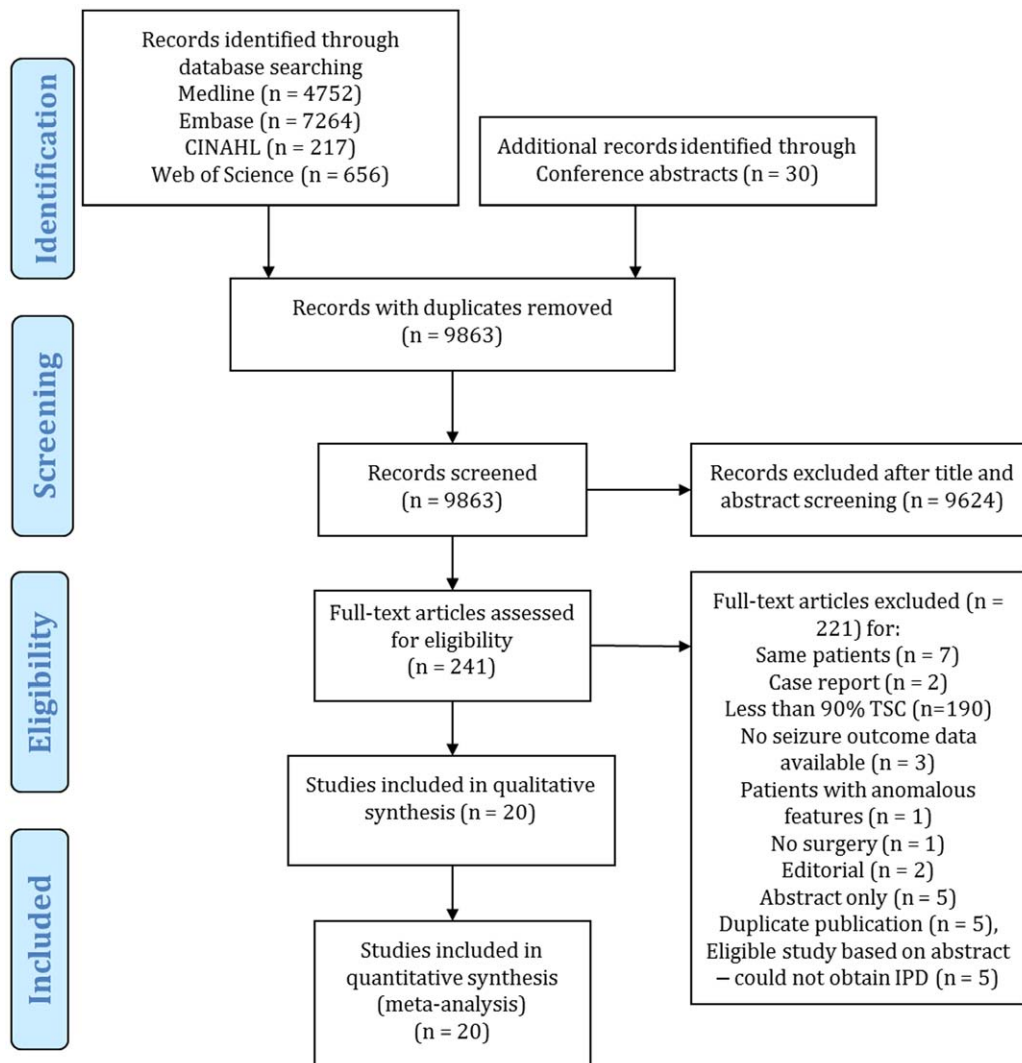 Identification
Records identified through
database searching
Medline (n = 4752)
Embase (n = 7264)
CINAHL (n = 217)
Web of Science (n = 656)
Additional records identified through
Conference abstracts (n = 30)
Records with duplicates removed
(n = 9863)
Screening
Records screened
(n = 9863)
Records excluded after title and
abstract screening (n = 9624)
Eligibility
Full-text articles assessed
for eligibility
(n = 241)
Full-text articles excluded (n =
221) for:
Same patients (n = 7)
Case report (n = 2)
Less than 90% TSC (n=190)
No seizure outcome data
available (n = 3)
Patients with anomalous
features (n = 1)
No surgery (n = 1)
Editorial (n = 2)
Abstract only (n = 5)
Duplicate publication (n = 5),
Eligible study based on abstract
– could not obtain IPD (n = 5)
Studies included in qualitative
synthesis (n = 20)
Included
Studies included in
quantitative synthesis
(meta-analysis)
(n = 20)